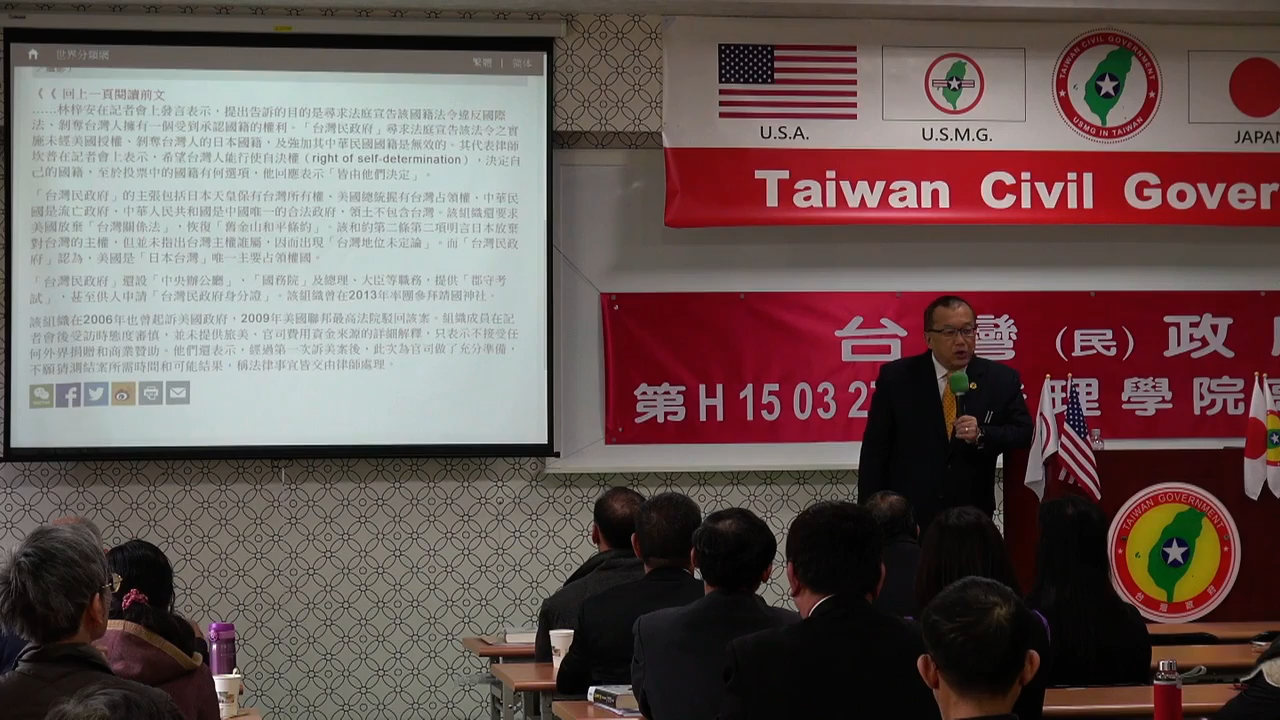 世界分類網
繁體 | 简体
《《 回上一頁閱讀前文
……林梓安在記者會上發言表示，提出告訴的目的是尋求法庭宣告該國籍法令違反國際
法、剝奪台灣人擁有一個受到承認國籍的權利。「台灣民政府」尋求法庭宣告該法令之實
施未經美國授權、剝奪台灣人的日本國籍，及強加其中華民國國籍是無效的。其代表律師
坎普在記者會上表示，希望台灣人能行使自決權（right of self-determination），決定自
己的國籍，至於投票中的國籍有何選項，他回應表示「皆由他們決定」。
「台灣民政府」的主張包括日本天皇保有台灣所有權、美國總統握有台灣占領權，中華民
國是流亡政府，中華人民共和國是中國唯一的合法政府，領土不包含台灣。該組織還要求
美國放棄「台灣關係法」，恢復「舊金山和平條約」。該和約第二條第二項明言日本放棄
對台灣的主權，但並未指出台灣主權誰屬，因而出現「台灣地位未定論」。而「台灣民政
府」認為，美國是「日本台灣」唯一主要占領權國。
「台灣民政府」還設「中央辦公廳」、「國務院」及總理、大臣等職務，提供「郡守考
試」，甚至供人申請「台灣民政府身分證」。該組織曾在2013年率團參拜靖國神社。
該組織在2006年也曾起訴美國政府，2009年美國聯邦最高法院駁回該案。組織成員在記
者會後受訪時態度審慎，並未提供旅美、官司費用資金來源的詳細解釋，只表示不接受任
何外界捐贈和商業贊助。他們還表示，經過第一次訴美案後，此次為官司做了充分準備，
不願猜測結案所需時間和可能結果，稱法律事宜皆交由律師處理。
U.S.A.
U.S.M.G.
TAIWAN CIVIL GOVERNMENT
USMG IN TAIWAN
JAPA
Taiwan Civil Gover
台灣（民）政
第H 15 03 2 理學院
TAIWAN GOVERNMENT
台灣政府